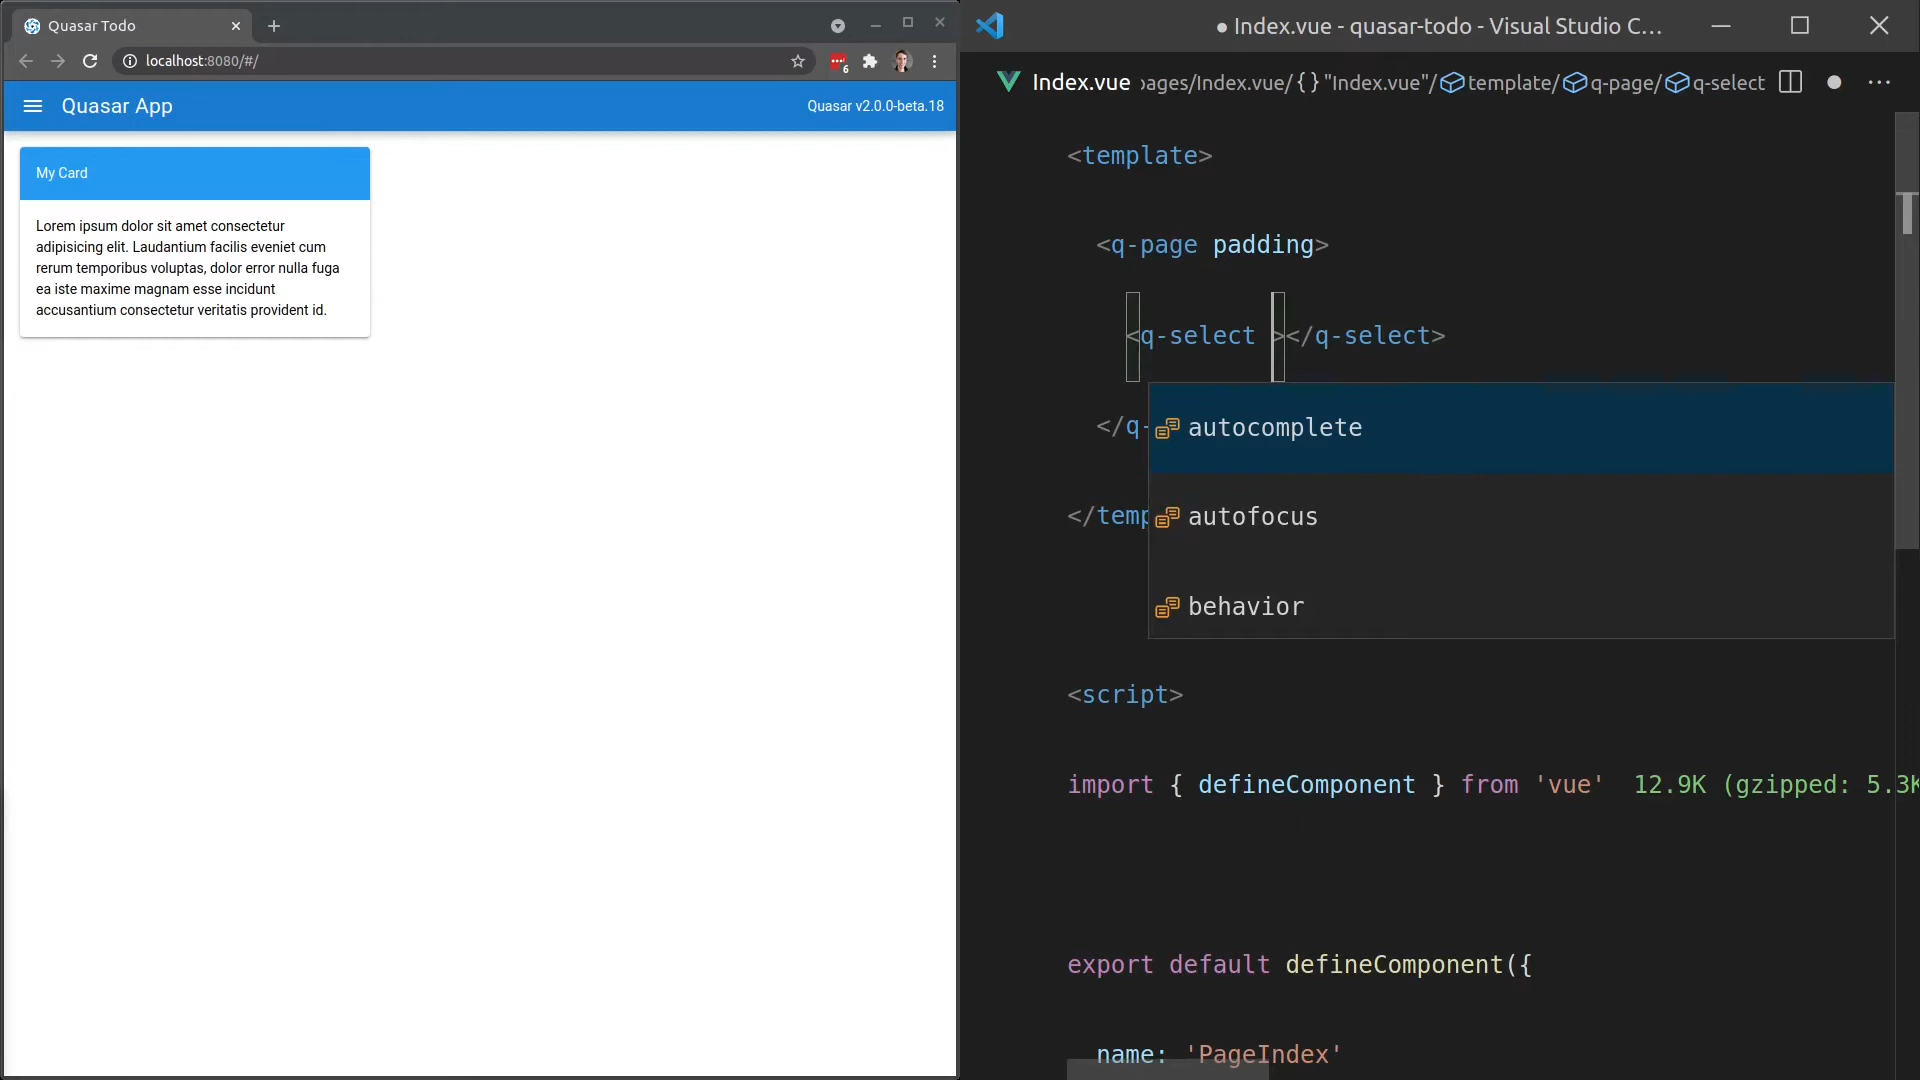 Quasar Todo
localhost:8080/#/
6
Quasar App
Quasar v2.0.0-beta.18
My Card
Lorem ipsum dolor sit amet consectetur
adipisicing elit. Laudantium facilis eveniet cum
rerum temporibus voluptas, dolor error nulla fuga
ea iste maxime magnam esse incidunt
accusantium consectetur veritatis provident id.
● Index.vue - quasar-todo - Visual Studio C...
Index.vue pages/Index.vue/ {} "Index.vue"/ template/ q-page/ q-select
<template>
<q-page padding>
<q-select ></q-select>
</q-
autocomplete
</temp
autofocus
behavior
<script>
import { defineComponent } from 'vue' 12.9K (gzipped: 5.3K
export default defineComponent({
name: 'PageIndex'